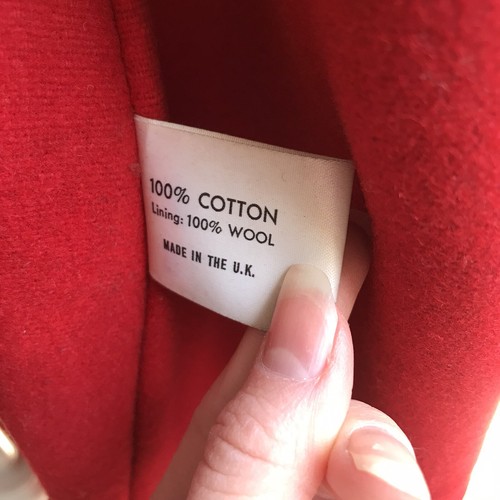 100% COTTON
Lining: 100% WOOL
MADE IN THE U.K.